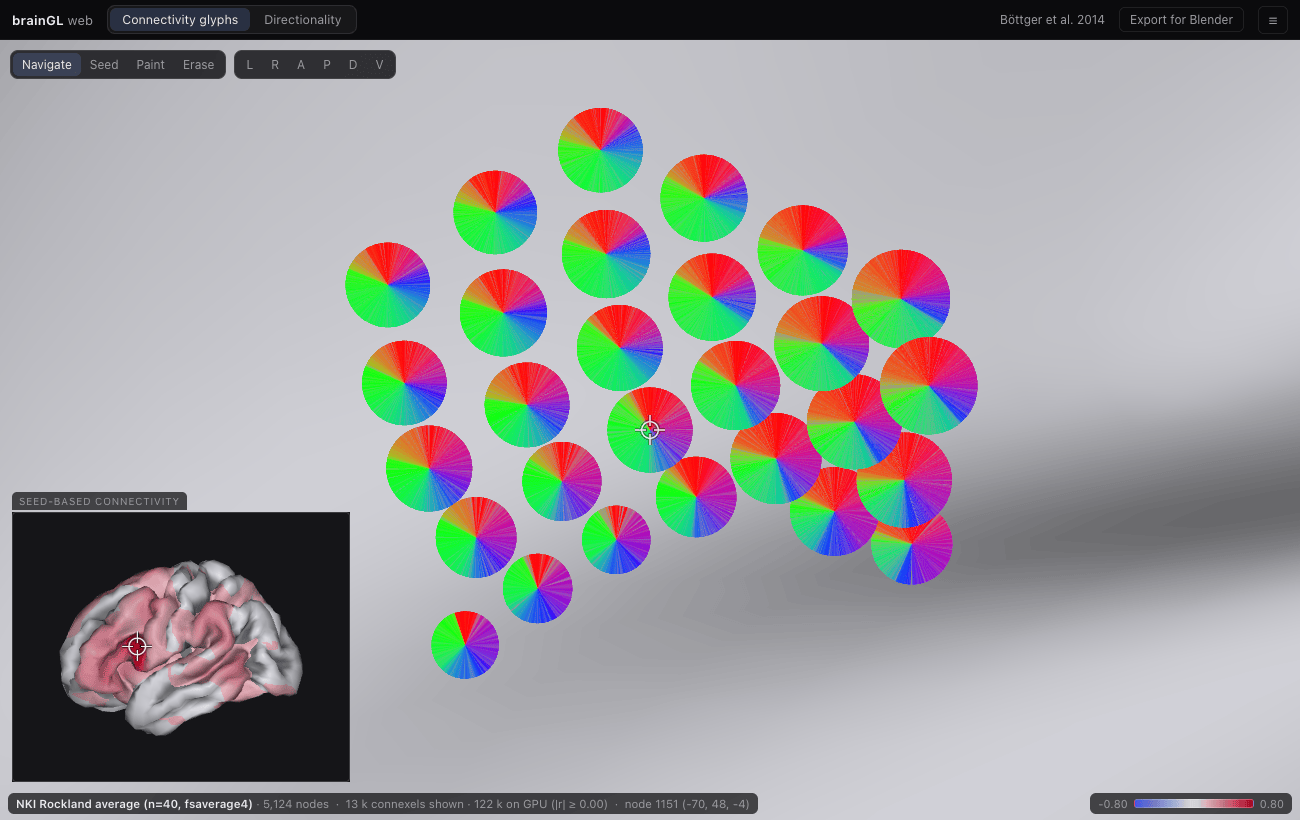 brainGL web Connectivity glyphs Directionality Böttger et al. 2014 Export for Blender ≡
Navigate Seed Paint Erase L R A P D V
SEED-BASED CONNECTIVITY
NKI Rockland average (n=40, fsaverage4) · 5,124 nodes · 13 k connexels shown · 122 k on GPU (|r| ≥ 0.00) · node 1151 (-70, 48, -4) -0.80 0.80